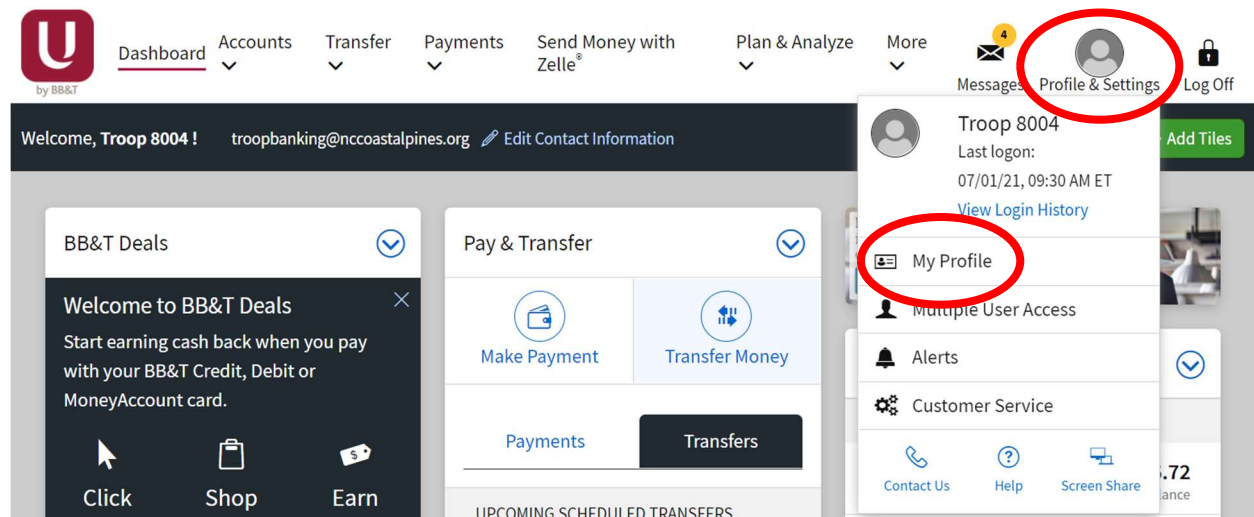 U
by BB&T
Dashboard
Accounts
Transfer
Payments
Send Money with
Zelle®
Plan & Analyze
More
4
Messages
Profile & Settings
Log Off
Welcome, Troop 8004 !
troopbanking@nccoastalpines.org
Edit Contact Information
Add Tiles
Troop 8004
Last logon:
07/01/21, 09:30 AM ET
View Login History
My Profile
Multiple User Access
Alerts
Customer Service
Contact Us
Help
Screen Share
BB&T Deals
Welcome to BB&T Deals
Start earning cash back when you pay
with your BB&T Credit, Debit or
MoneyAccount card.
Click
Shop
Earn
Pay & Transfer
Make Payment
Transfer Money
Payments
Transfers
UPCOMING SCHEDULED TRANSFERS
.72